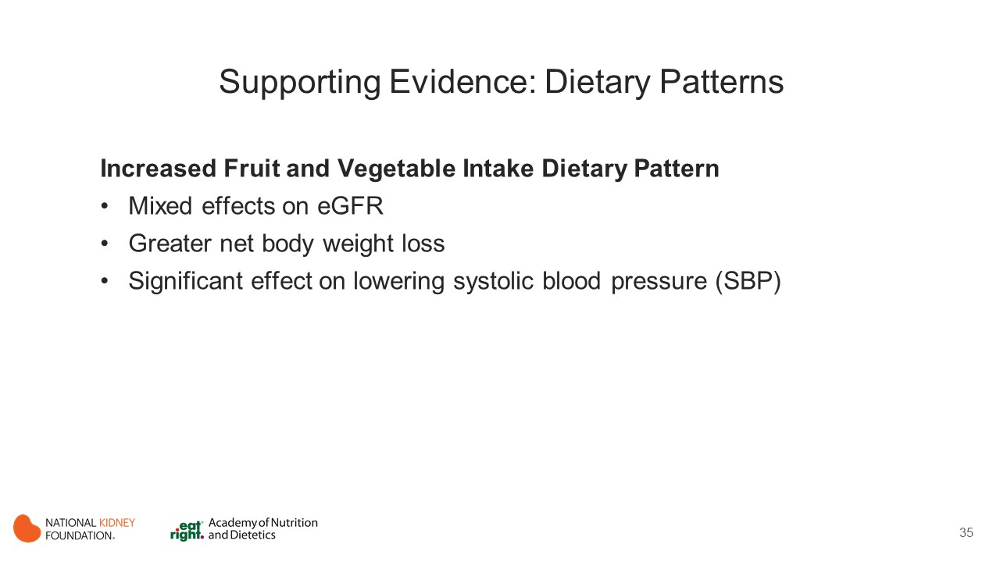 Supporting Evidence: Dietary Patterns
Increased Fruit and Vegetable Intake Dietary Pattern
• Mixed effects on eGFR
• Greater net body weight loss
• Significant effect on lowering systolic blood pressure (SBP)
NATIONAL KIDNEY
FOUNDATION®
eat
right.
Academy of Nutrition
and Dietetics
35